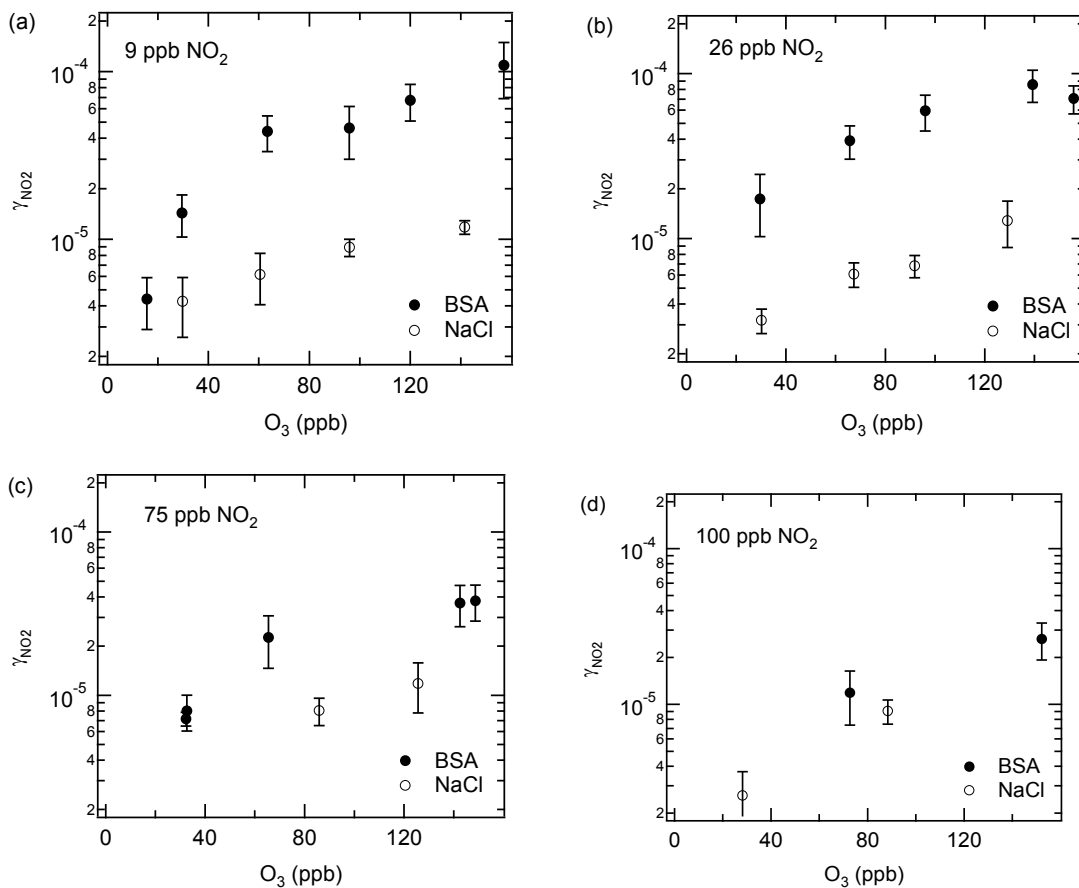 (a)
9 ppb NO2
γNO2
2
10-4
8
6
4
2
10-5
8
6
4
2
BSA
NaCl
0 40 80 120
O3 (ppb)
(b)
26 ppb NO2
γNO2
2
10-4
8
6
4
2
10-5
8
6
4
2
BSA
NaCl
0 40 80 120
O3 (ppb)
(c)
75 ppb NO2
γNO2
2
10-4
8
6
4
2
10-5
8
6
4
2
BSA
NaCl
0 40 80 120
O3 (ppb)
(d)
100 ppb NO2
γNO2
2
10-4
8
6
4
2
10-5
8
6
4
2
BSA
NaCl
0 40 80 120
O3 (ppb)